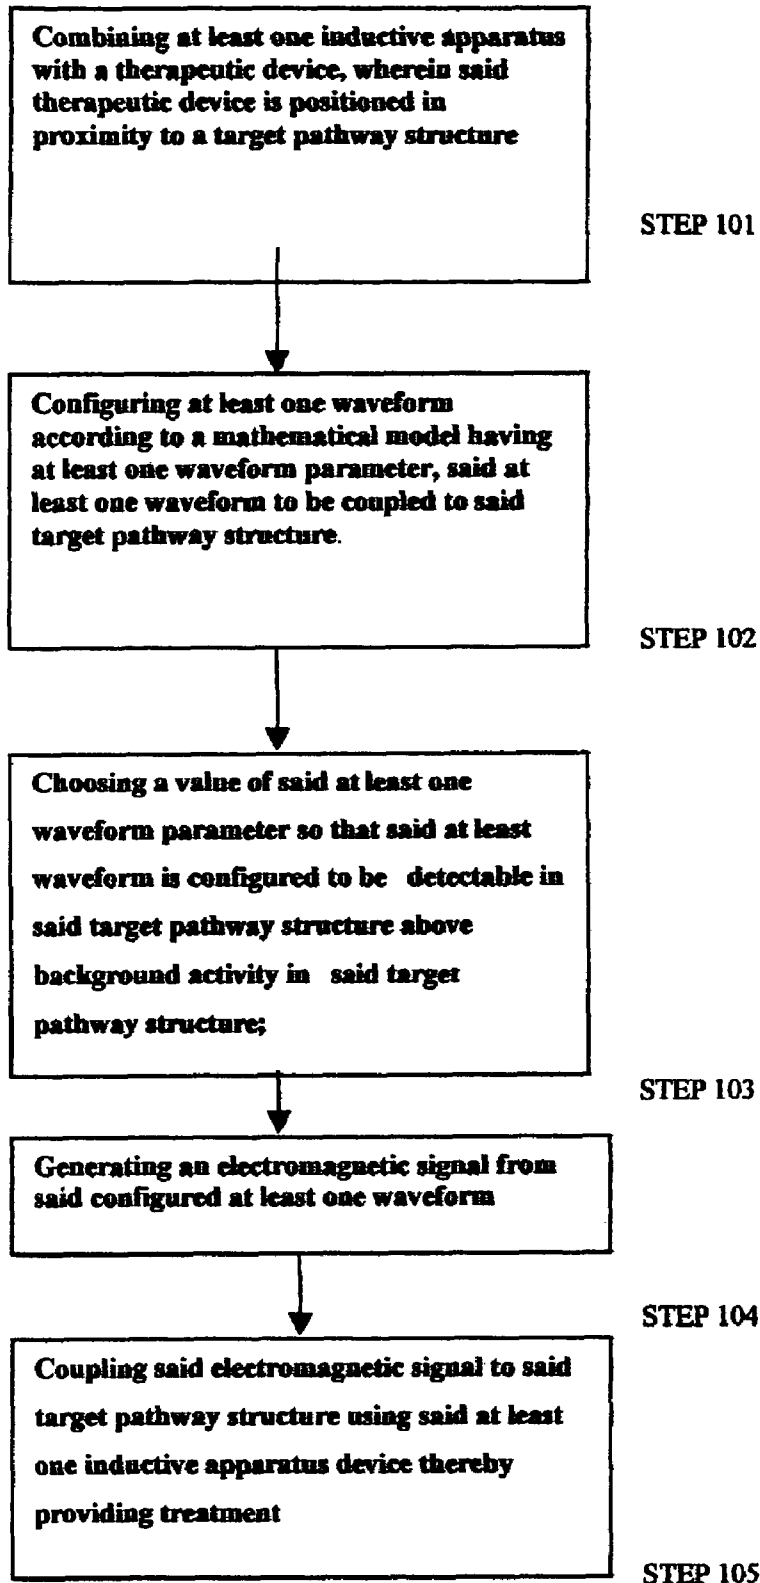 Combining at least one inductive apparatus
with a therapeutic device, wherein said
therapeutic device is positioned in
proximity to a target pathway structure
STEP 101
Configuring at least one waveform
according to a mathematical model having
at least one waveform parameter, said at
least one waveform to be coupled to said
target pathway structure.
STEP 102
Choosing a value of said at least one
waveform parameter so that said at least
waveform is configured to be detectable in
said target pathway structure above
background activity in said target
pathway structure;
STEP 103
Generating an electromagnetic signal from
said configured at least one waveform
STEP 104
Coupling said electromagnetic signal to said
target pathway structure using said at least
one inductive apparatus device thereby
providing treatment
STEP 105